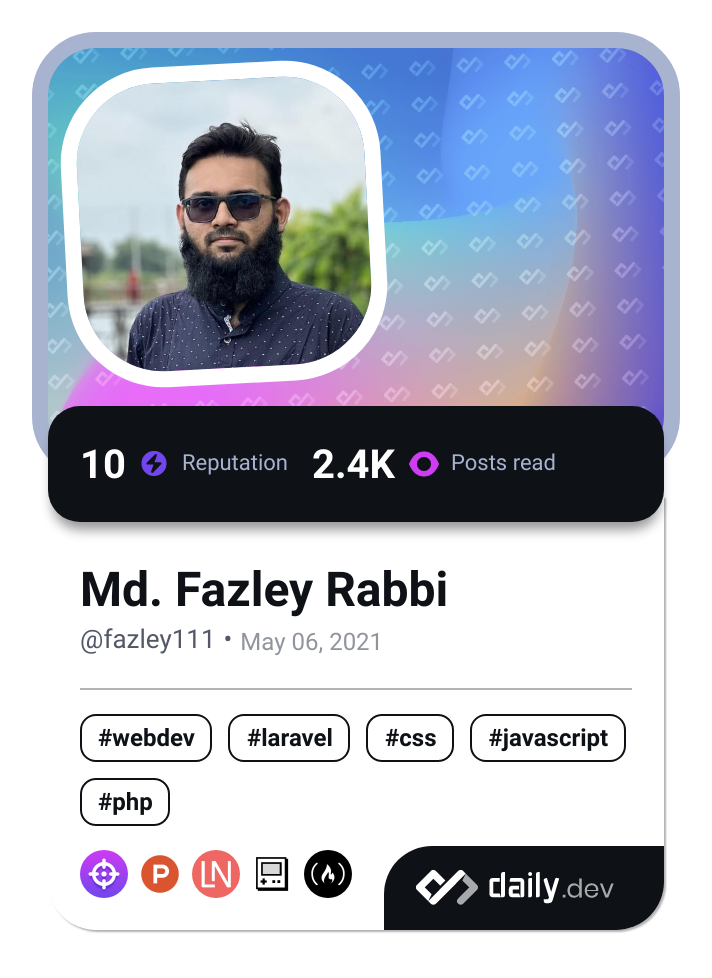 10 Reputation 2.4K Posts read
Md. Fazley Rabbi
@fazley111 • May 06, 2021
#webdev #laravel #css #javascript
#php
P LN daily.dev